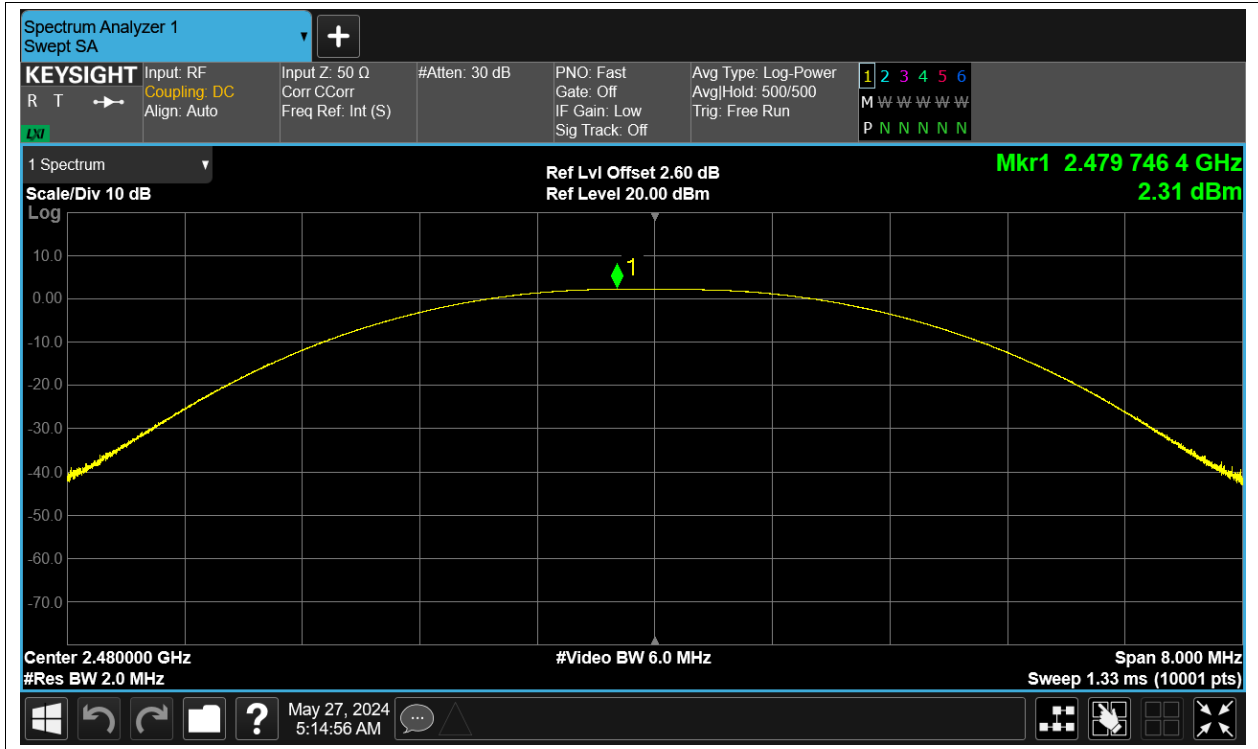 Spectrum Analyzer 1
Swept SA
KEYSIGHT
R T
LXI
Input: RF
Coupling: DC
Align: Auto
Input Z: 50 Ω
Corr CCorr
Freq Ref: Int (S)
#Atten: 30 dB
PNO: Fast
Gate: Off
IF Gain: Low
Sig Track: Off
Avg Type: Log-Power
Avg|Hold: 500/500
Trig: Free Run
1 2 3 4 5 6
M W W W W W
P N N N N N
1 Spectrum
Scale/Div 10 dB
Log
Ref Lvl Offset 2.60 dB
Ref Level 20.00 dBm
Mkr1 2.479 746 4 GHz
2.31 dBm
1
10.0
0.00
-10.0
-20.0
-30.0
-40.0
-50.0
-60.0
-70.0
Center 2.480000 GHz
#Res BW 2.0 MHz
#Video BW 6.0 MHz
Span 8.000 MHz
Sweep 1.33 ms (10001 pts)
?
May 27, 2024
5:14:56 AM